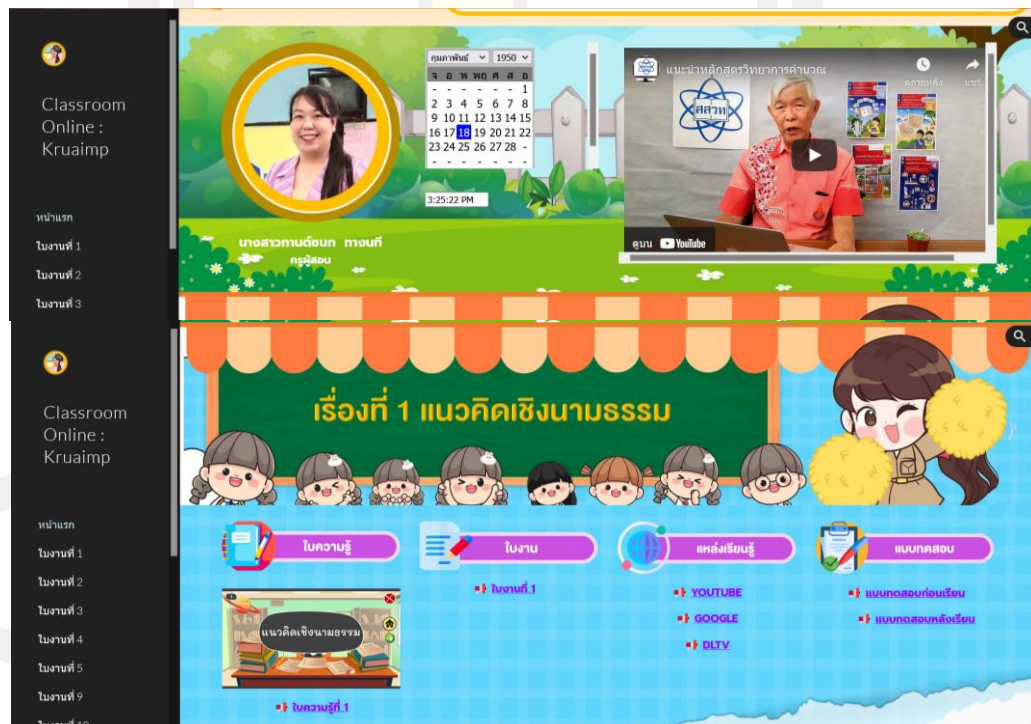 Classroom
Online :
Kruaimp
หน้าแรก
ใบงานที่ 1
ใบงานที่ 2
ใบงานที่ 3
นางสาวกานต์ชนก ทางนที
ครูผู้สอน
กุมภาพันธ์ 1950
จ อ พ พฤ ศ ส อ
- - - - - - 1
2 3 4 5 6 7 8
9 10 11 12 13 14 15
16 17 18 19 20 21 22
23 24 25 26 27 28 -
- - - - - - -
3:25:22 PM
แนะนำหลักสูตรวิทยาการคำนวณ
ดูภายหลัง
แชร์
สสวท
ดูบน YouTube
Classroom
Online :
Kruaimp
หน้าแรก
ใบงานที่ 1
ใบงานที่ 2
ใบงานที่ 3
ใบงานที่ 4
ใบงานที่ 5
ใบงานที่ 9
เรื่องที่ 1 แนวคิดเชิงนามธรรม
ใบความรู้
แนวคิดเชิงนามธรรม
ใบความรู้ที่ 1
ใบงาน
ใบงานที่ 1
แหล่งเรียนรู้
YOUTUBE
GOOGLE
DLTV
แบบทดสอบ
แบบทดสอบก่อนเรียน
แบบทดสอบหลังเรียน